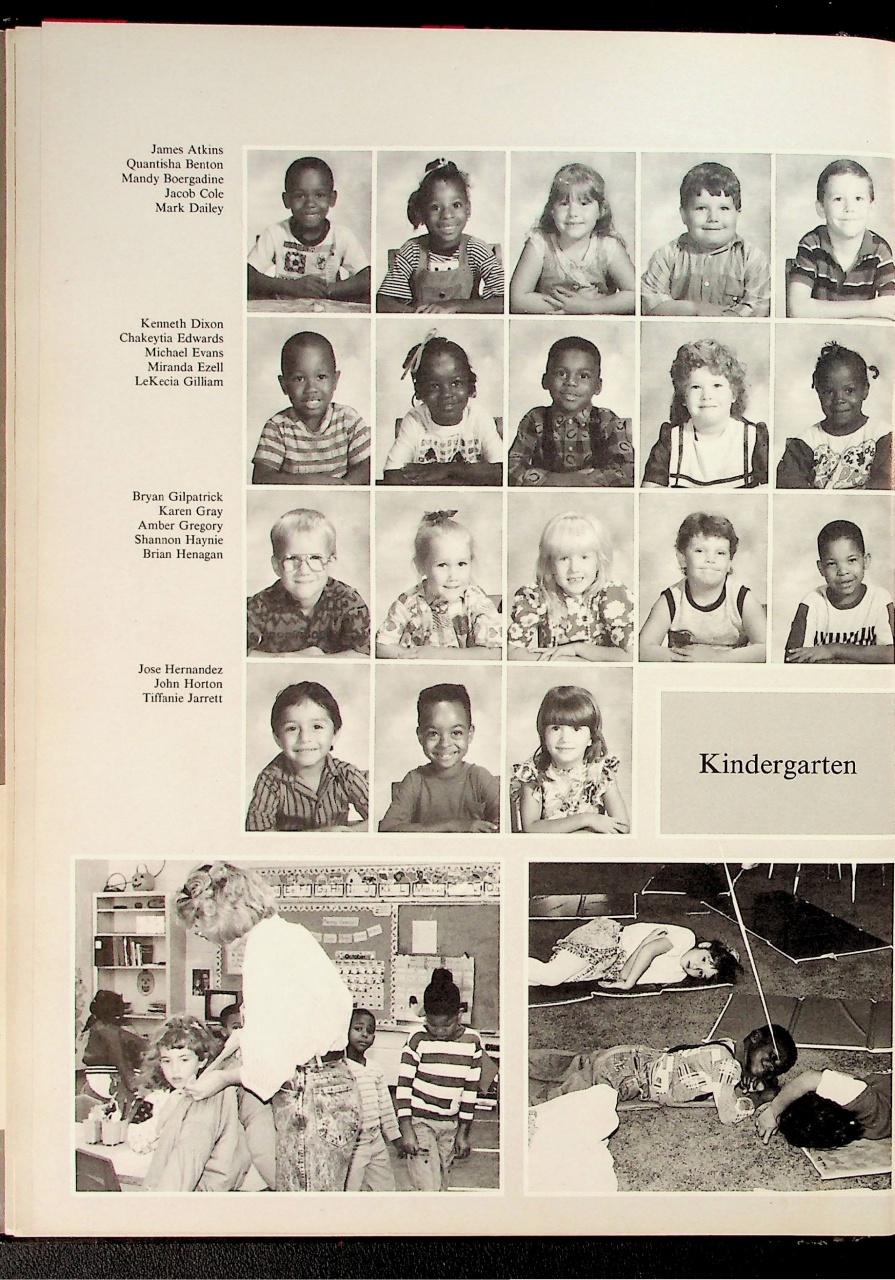 James Atkins
Quantisha Benton
Mandy Boergadine
Jacob Cole
Mark Dailey
Kenneth Dixon
Chakeytia Edwards
Michael Evans
Miranda Ezell
LeKecia Gilliam
Bryan Gilpatrick
Karen Gray
Amber Gregory
Shannon Haynie
Brian Henagan
Jose Hernandez
John Horton
Tiffanie Jarrett
Kindergarten
October